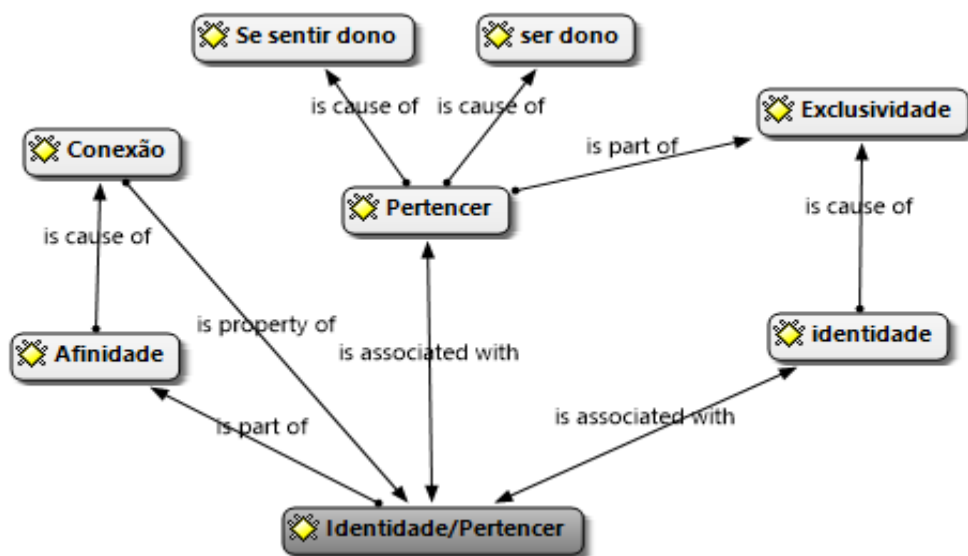 Se sentir dono
ser dono
is cause of
is cause of
Exclusividade
Conexão
is part of
Pertencer
is cause of
is cause of
is property of
is associated with
Afinidade
identidade
is part of
is associated with
Identidade/Pertencer